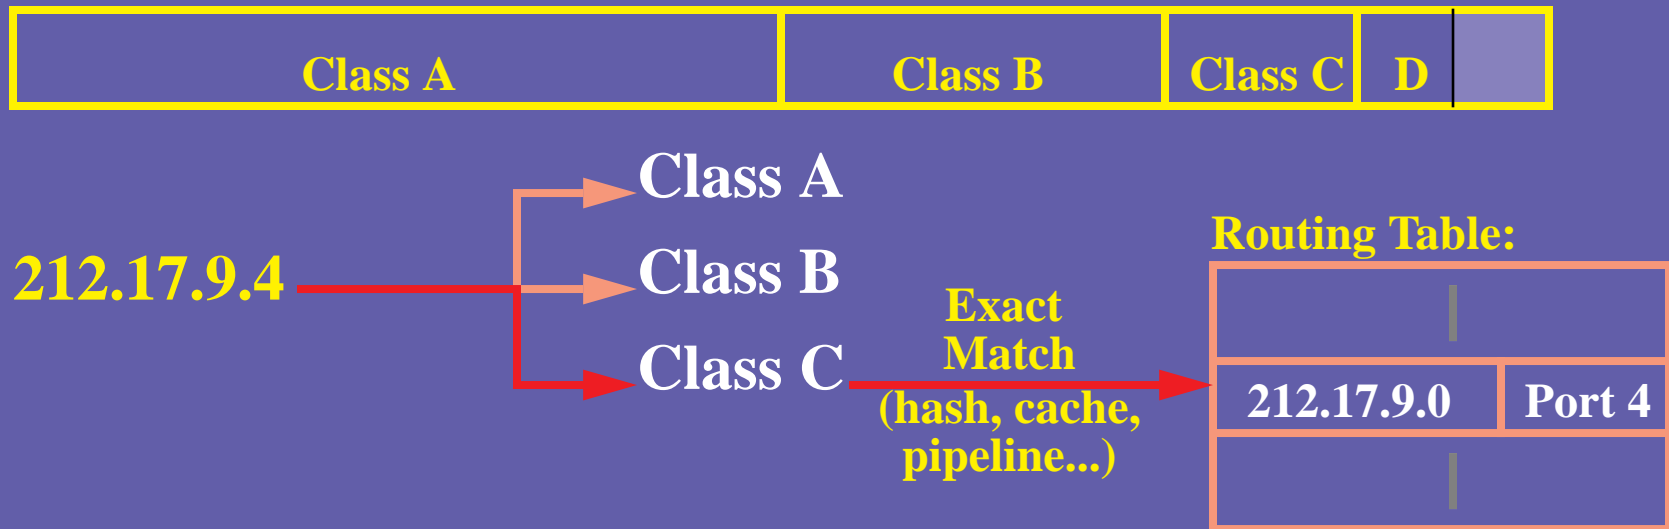 Class A Class B Class C D
Class A
212.17.9.4
Class B
Class C
Exact
Match
(hash, cache,
pipeline...)
Routing Table:
212.17.9.0 Port 4